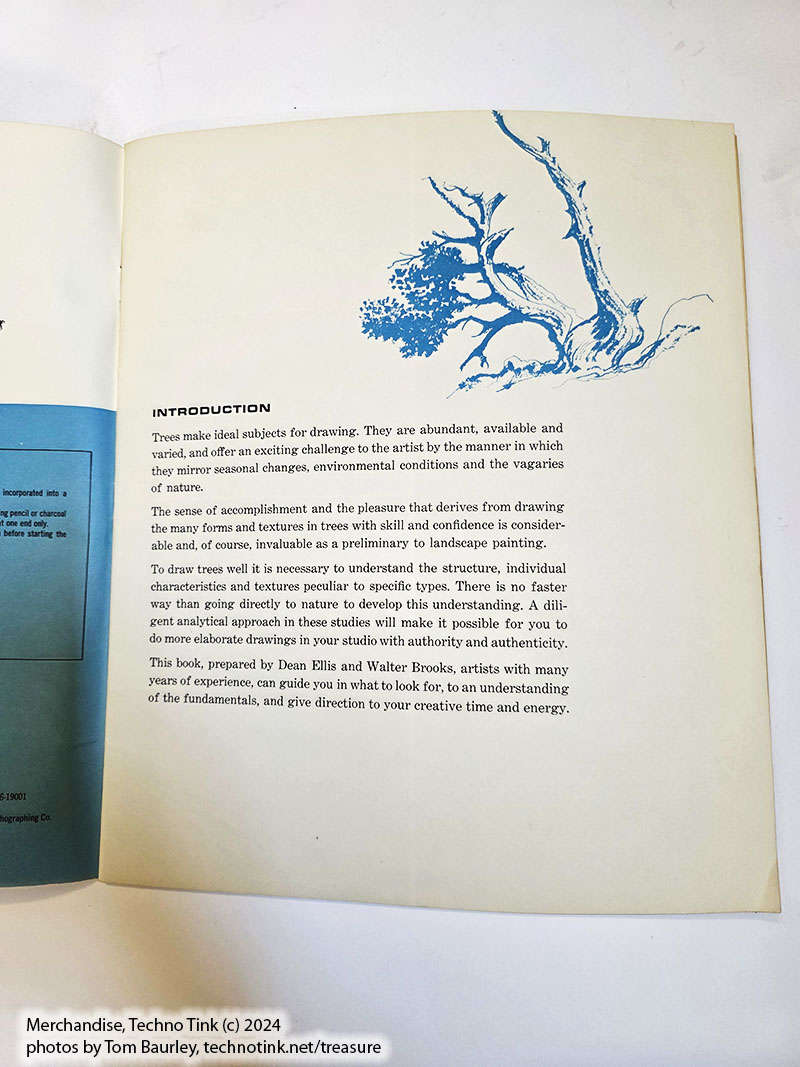 incorporated into a
ng pencil or charcoal
t one end only.
before starting the
6-19001
hographing Co.
INTRODUCTION
Trees make ideal subjects for drawing. They are abundant, available and
varied, and offer an exciting challenge to the artist by the manner in which
they mirror seasonal changes, environmental conditions and the vagaries
of nature.
The sense of accomplishment and the pleasure that derives from drawing
the many forms and textures in trees with skill and confidence is consider-
able and, of course, invaluable as a preliminary to landscape painting.
To draw trees well it is necessary to understand the structure, individual
characteristics and textures peculiar to specific types. There is no faster
way than going directly to nature to develop this understanding. A dili-
gent analytical approach in these studies will make it possible for you to
do more elaborate drawings in your studio with authority and authenticity.
This book, prepared by Dean Ellis and Walter Brooks, artists with many
years of experience, can guide you in what to look for, to an understanding
of the fundamentals, and give direction to your creative time and energy.
Merchandise, Techno Tink (c) 2024
photos by Tom Baurley, technotink.net/treasure